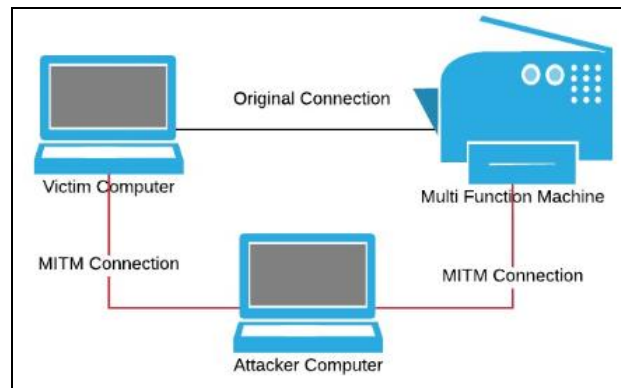 Original Connection
Victim Computer
Multi Function Machine
MITM Connection
MITM Connection
Attacker Computer